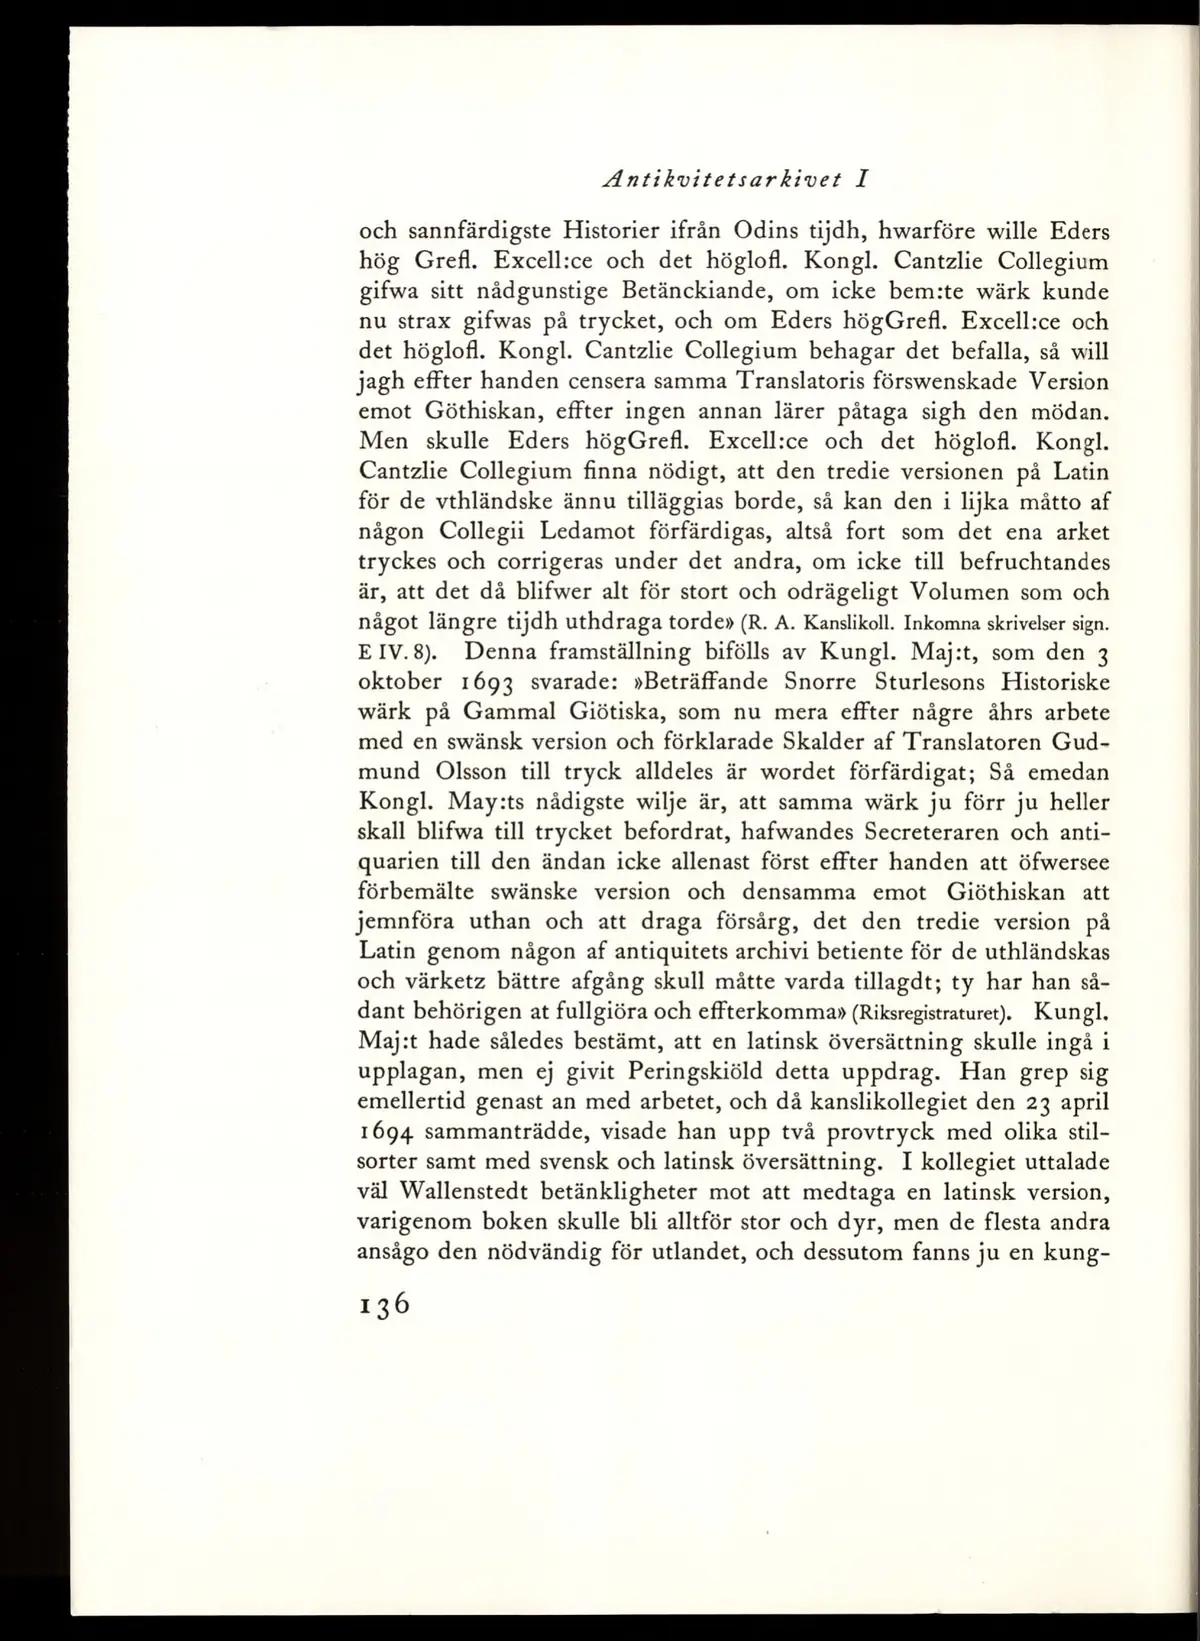 Antikvitetsarkivet I
och sannfärdigste Historier ifrån Odins tijdh, hwarföre wille Eders
hög Grefl. Excell:ce och det höglofl. Kongl. Cantzlie Collegium
gifwa sitt nådgunstige Betänckiande, om icke bem:te wärk kunde
nu strax gifwas på trycket, och om Eders högGrefl. Excell:ce och
det höglofl. Kongl. Cantzlie Collegium behagar det befalla, så will
jagh effter handen censera samma Translatoris förswenskade Version
emot Göthiskan, effter ingen annan lärer påtaga sigh den mödan.
Men skulle Eders högGrefl. Excell:ce och det höglofl. Kongl.
Cantzlie Collegium finna nödigt, att den tredie versionen på Latin
för de vthländske ännu tilläggias borde, så kan den i lijka måtto af
någon Collegii Ledamot förfärdigas, altså fort som det ena arket
tryckes och corrigeras under det andra, om icke till befruchtandes
är, att det då blifwer alt för stort och odrägeligt Volumen som och
något längre tijdh uthdraga torde» (R. A. Kanslikoll. Inkomna skrivelser sign.
E IV. 8). Denna framställning bifölls av Kungl. Maj:t, som den 3
oktober 1693 svarade: »Beträffande Snorre Sturlesons Historiske
wärk på Gammal Giötiska, som nu mera effter någre åhrs arbete
med en swänsk version och förklarade Skalder af Translatoren Gud-
mund Olsson till tryck alldeles är wordet förfärdigat; Så emedan
Kongl. May:ts nådigste wilje är, att samma wärk ju förr ju heller
skall blifwa till trycket befordrat, hafwandes Secreteraren och anti-
quarien till den ändan icke allenast först effter handen att öfwersee
förbemälte swänske version och densamma emot Giöthiskan att
jemnföra uthan och att draga försårg, det den tredie version på
Latin genom någon af antiquitets archivi betiente för de uthländskas
och värketz bättre afgång skull måtte varda tillagdt; ty har han så-
dant behörigen at fullgiöra och effterkomma» (Riksregistraturet). Kungl.
Maj:t hade således bestämt, att en latinsk översättning skulle ingå i
upplagan, men ej givit Peringskiöld detta uppdrag. Han grep sig
emellertid genast an med arbetet, och då kanslikollegiet den 23 april
1694 sammanträdde, visade han upp två provtryck med olika stil-
sorter samt med svensk och latinsk översättning. I kollegiet uttalade
väl Wallenstedt betänkligheter mot att medtaga en latinsk version,
varigenom boken skulle bli alltför stor och dyr, men de flesta andra
ansågo den nödvändig för utlandet, och dessutom fanns ju en kung-
136